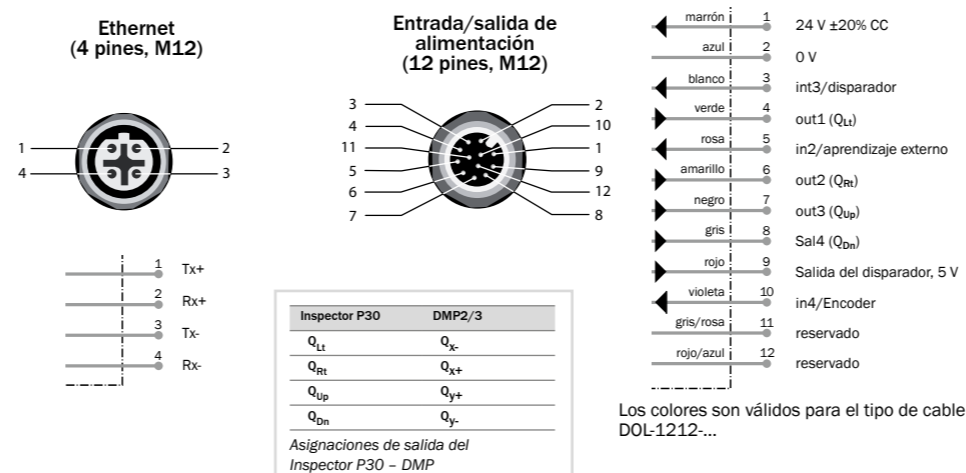 Ethernet
(4 pines, M12)
1
2
4
3
1 Tx+
2 Rx+
3 Tx-
4 Rx-
Entrada/salida de
alimentación
(12 pines, M12)
3
2
4
10
11
1
5
9
6
12
7
8
Inspector P30 DMP2/3
QLt Qx-
QRt Qx+
QUp Qy+
QDn Qy-
Asignaciones de salida del
Inspector P30 – DMP
marrón 1 24 V ±20% CC
azul 2 0 V
blanco 3 int3/disparador
verde 4 out1 (QLt)
rosa 5 in2/aprendizaje externo
amarillo 6 out2 (QRt)
negro 7 out3 (QUp)
gris 8 Sal4 (QDn)
rojo 9 Salida del disparador, 5 V
violeta 10 in4/Encoder
gris/rosa 11 reservado
rojo/azul 12 reservado
Los colores son válidos para el tipo de cable
DOL-1212-...